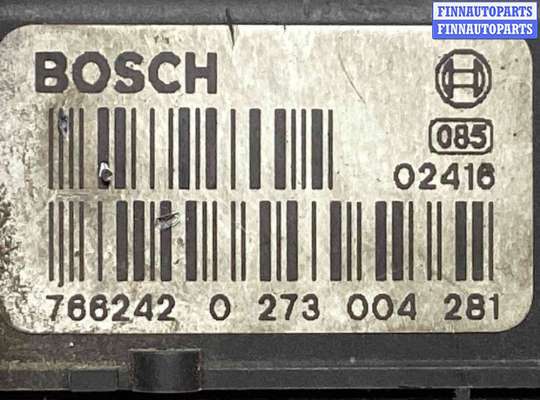 FINNAUTOPARTS
FINNAUTOPARTS
BOSCH
085
02416
766242 0 273 004 281